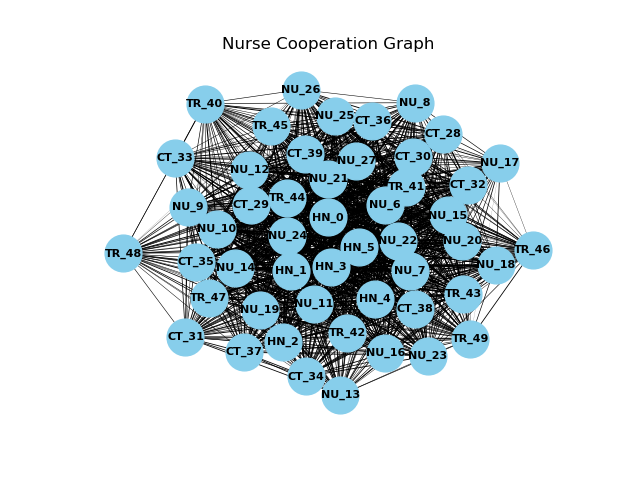 Nurse Cooperation Graph
NU_26
TR_40
NU_8
NU_25
CT_36
TR_45
CT_28
CT_39
CT_33
CT_30
NU_27
NU_17
NU_12
NU_21
CT_32
TR_41
TR_44
CT_29
NU_6
NU_9
NU_15
HN_0
NU_10
NU_24
NU_22
NU_20
HN_5
TR_46
TR_48
CT_35
NU_18
NU_14
HN_3
HN_1
NU_7
TR_43
TR_47
HN_4
NU_11
CT_38
NU_19
TR_42
CT_31
TR_49
HN_2
CT_37
NU_16
NU_23
CT_34
NU_13